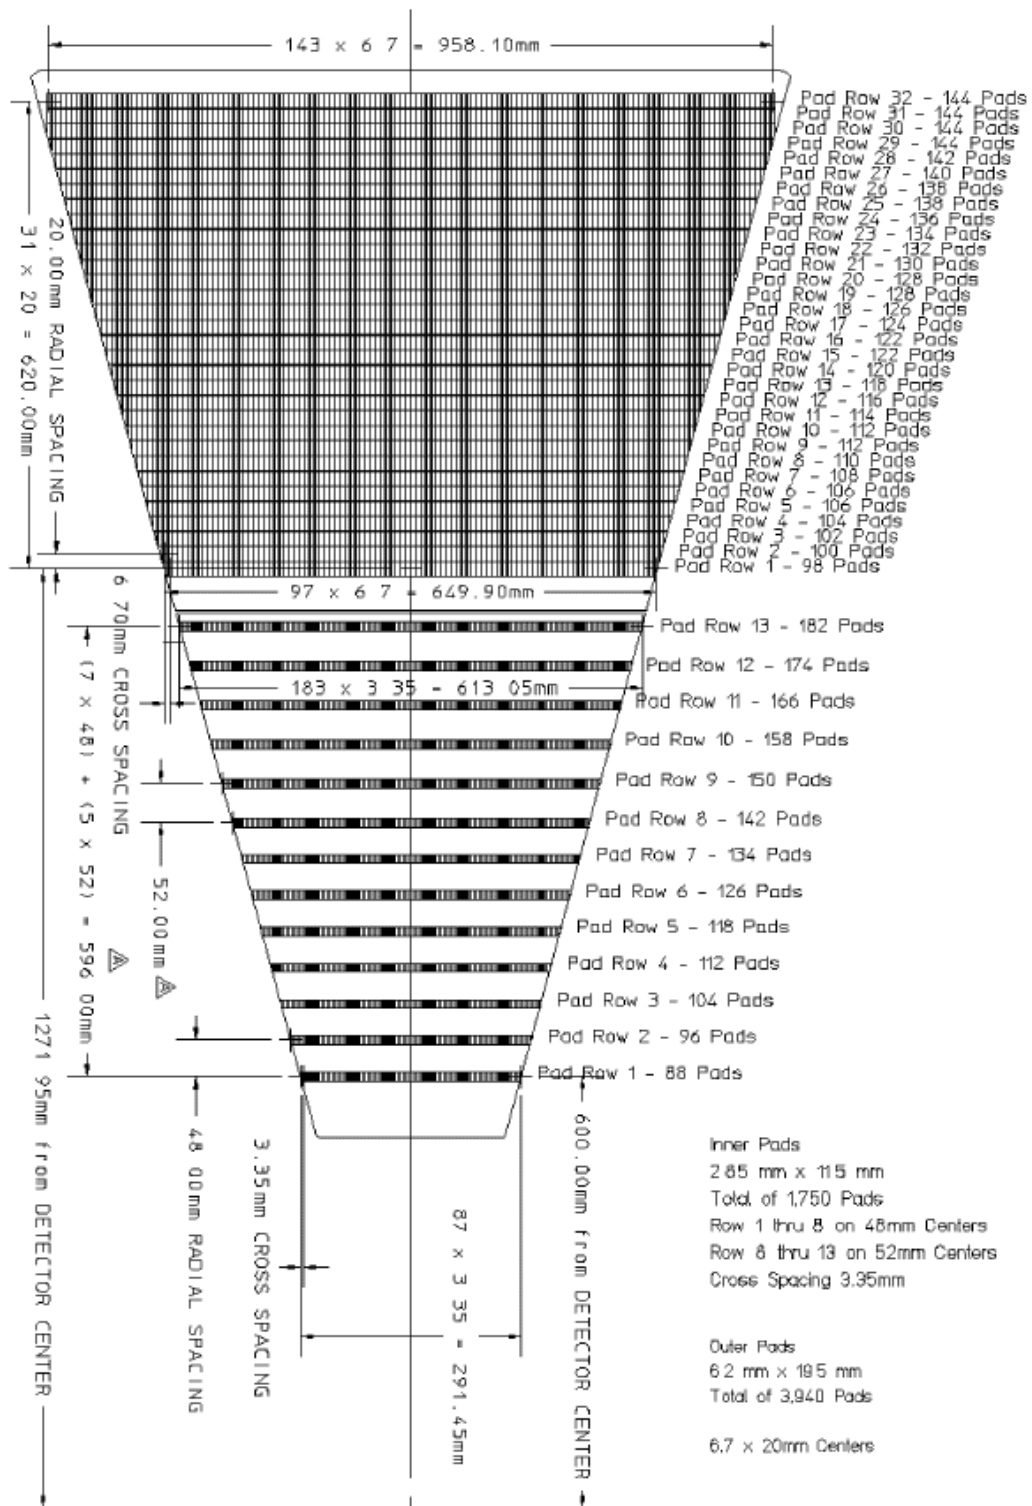 143 x 6 7 = 958.10mm
Pad Row 32 - 144 Pads
Pad Row 31 - 144 Pads
Pad Row 30 - 144 Pads
Pad Row 29 - 144 Pads
Pad Row 28 - 142 Pads
Pad Row 27 - 140 Pads
Pad Row 26 - 138 Pads
Pad Row 25 - 138 Pads
Pad Row 24 - 136 Pads
Pad Row 23 - 134 Pads
Pad Row 22 - 132 Pads
Pad Row 21 - 130 Pads
Pad Row 20 - 128 Pads
Pad Row 19 - 128 Pads
Pad Row 18 - 126 Pads
Pad Row 17 - 124 Pads
Pad Row 16 - 122 Pads
Pad Row 15 - 122 Pads
Pad Row 14 - 120 Pads
Pad Row 13 - 118 Pads
Pad Row 12 - 116 Pads
Pad Row 11 - 114 Pads
Pad Row 10 - 112 Pads
Pad Row 9 - 112 Pads
Pad Row 8 - 110 Pads
Pad Row 7 - 108 Pads
Pad Row 6 - 106 Pads
Pad Row 5 - 106 Pads
Pad Row 4 - 104 Pads
Pad Row 3 - 102 Pads
Pad Row 2 - 100 Pads
Pad Row 1 - 98 Pads
20.00mm RADIAL SPACING
31 x 20 = 620.00mm
97 x 6 7 = 649.90mm
Pad Row 13 - 182 Pads
Pad Row 12 - 174 Pads
183 x 3 35 - 613 05mm
Pad Row 11 - 166 Pads
Pad Row 10 - 158 Pads
Pad Row 9 - 150 Pads
Pad Row 8 - 142 Pads
Pad Row 7 - 134 Pads
Pad Row 6 - 126 Pads
Pad Row 5 - 118 Pads
Pad Row 4 - 112 Pads
Pad Row 3 - 104 Pads
Pad Row 2 - 96 Pads
Pad Row 1 - 88 Pads
6 70mm CROSS SPACING
(7 x 48) + (5 x 52) = 596 00mm
A
52.00mm A
1271 95mm from DETECTOR CENTER
48 00mm RADIAL SPACING
3.35mm CROSS SPACING
87 x 3 35 = 291.45mm
600.00mm from DETECTOR CENTER
Inner Pads
2 85 mm x 11 5 mm
Total of 1,750 Pads
Row 1 thru 8 on 48mm Centers
Row 8 thru 13 on 52mm Centers
Cross Spacing 3.35mm
Outer Pads
6 2 mm x 19 5 mm
Total of 3,940 Pads
6.7 x 20mm Centers